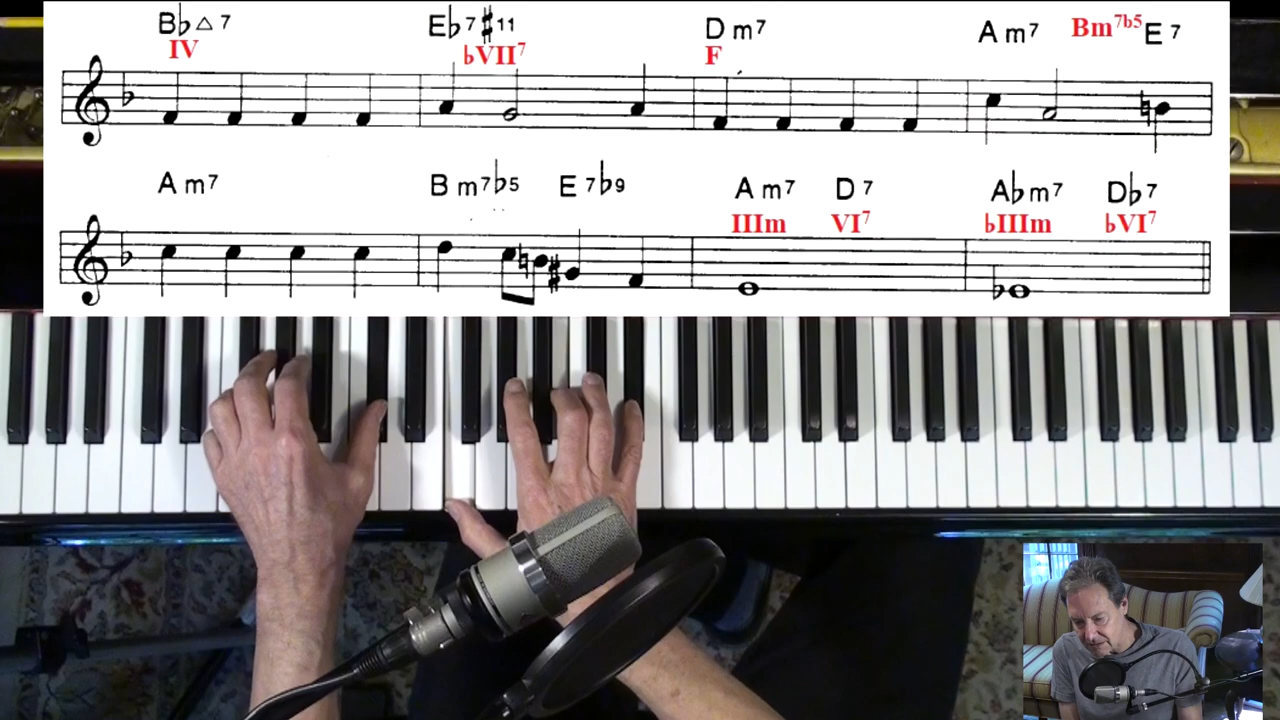 B♭△7 E♭7♯11 Dm7 Am7 Bm7b5 E7
IV ♭VII7 F
Am7 Bm7♭5 E7♭9 Am7 D7 A♭m7 D♭7
IIIm VI7 ♭IIIm ♭VI7